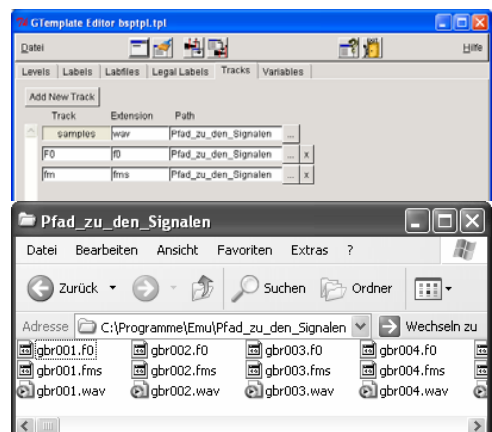 GTemplate Editor bsptpl.tpl
Datei Hilfe
Levels Labels Labfiles Legal Labels Tracks Variables
Add New Track
Track Extension Path
samples wav Pfad_zu_den_Signalen ...
F0 f0 Pfad_zu_den_Signalen ... x
fm fms Pfad_zu_den_Signalen ... x
Pfad_zu_den_Signalen
Datei Bearbeiten Ansicht Favoriten Extras ?
Zurück Suchen Ordner
Adresse C:\Programme\Emu\Pfad_zu_den_Signalen Wechseln zu
gbr001.f0 gbr002.f0 gbr003.f0 gbr004.f0
gbr001.fms gbr002.fms gbr003.fms gbr004.fms
gbr001.wav gbr002.wav gbr003.wav gbr004.wav